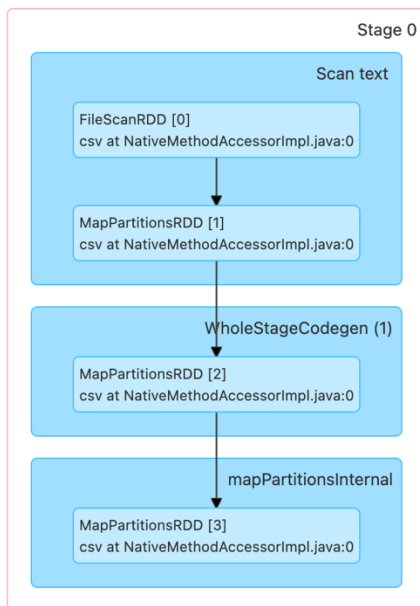 Stage 0
Scan text
FileScanRDD [0]
csv at NativeMethodAccessorImpl.java:0
MapPartitionsRDD [1]
csv at NativeMethodAccessorImpl.java:0
WholeStageCodegen (1)
MapPartitionsRDD [2]
csv at NativeMethodAccessorImpl.java:0
mapPartitionsInternal
MapPartitionsRDD [3]
csv at NativeMethodAccessorImpl.java:0